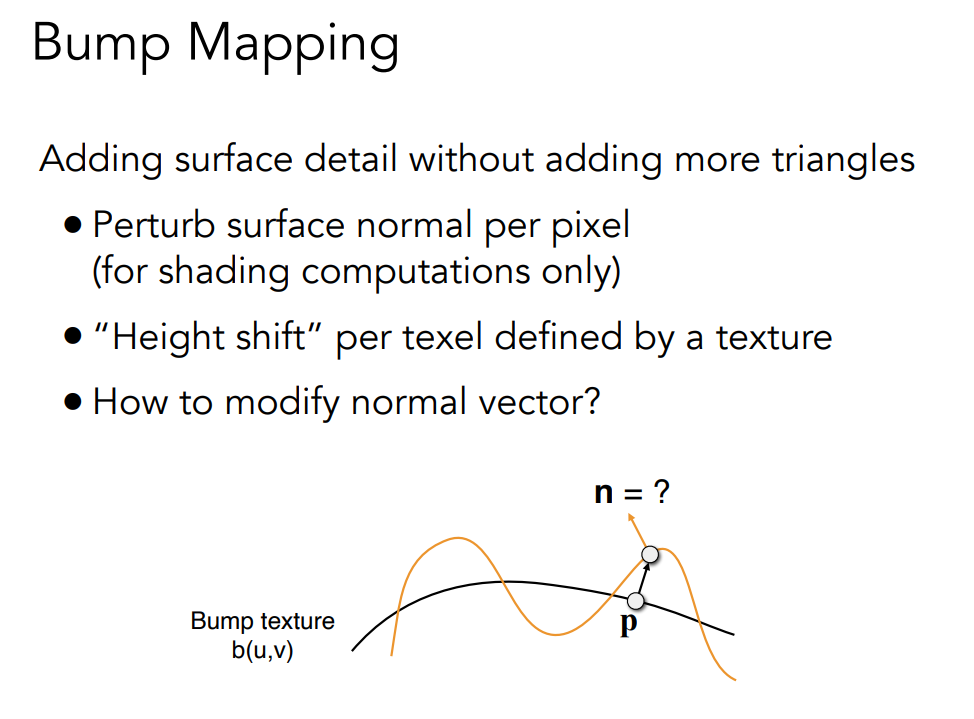 Bump Mapping
Adding surface detail without adding more triangles
• Perturb surface normal per pixel
(for shading computations only)
• “Height shift” per texel defined by a texture
• How to modify normal vector?
n = ?
p
Bump texture
b(u,v)